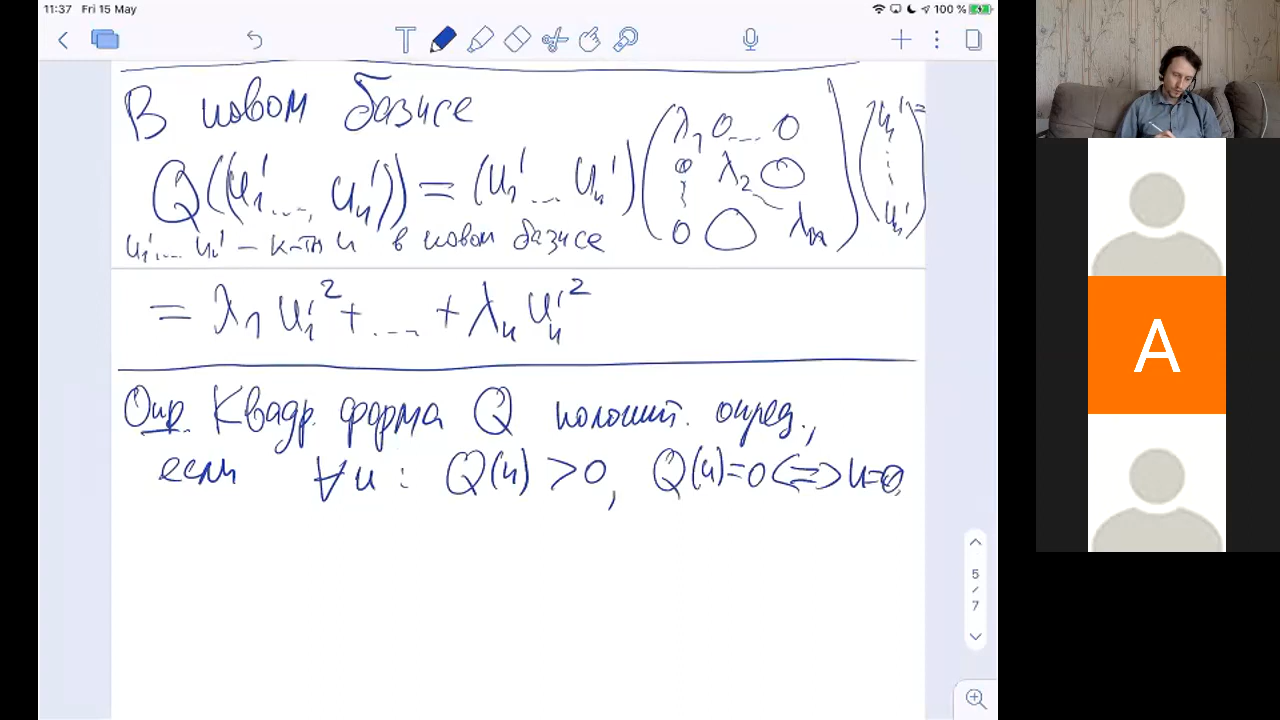 11:37 Fri 15 May 100 %
В новом базисе
Q((u₁', ..., uₙ')) = (u₁' ... uₙ') (λ₁ 0 ... 0 (u₁' =
0 λ₂ 0 ⋮
0 0 λₙ) uₙ')
u₁', ... uₙ' – к-ты u в новом базисе
= λ₁ u₁'² + ... + λₙ uₙ'²
Опр. Квадр. форма Q полошит. опред.,
если ∀u : Q(u) > 0, Q(u)=0 <=> u=0.
5
/
7
A